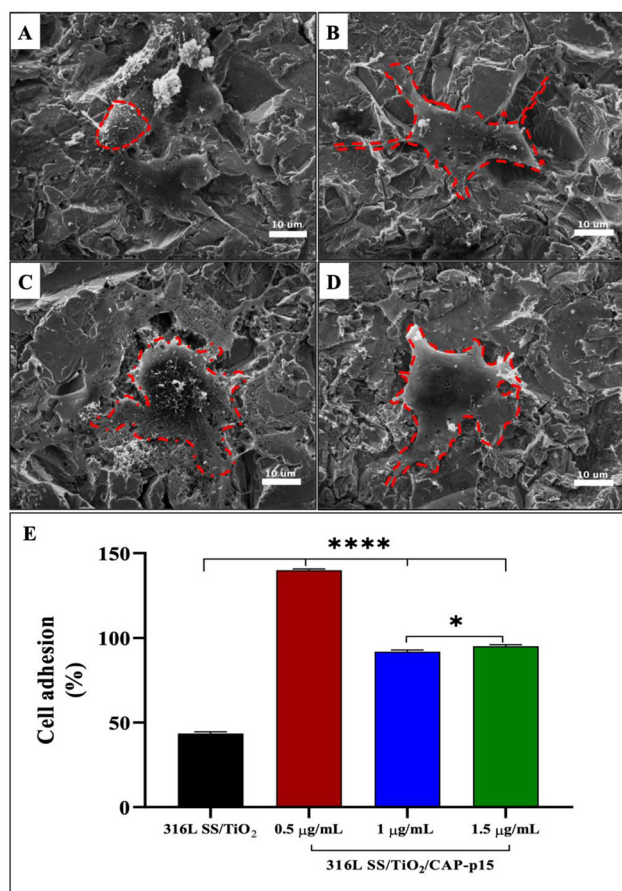 A
B
10 um
10 um
C
D
10 um
10 um
E
****
150
*
100
50
0
Cell adhesion
(%)
316L SS/TiO₂
0.5 µg/mL
1 µg/mL
1.5 µg/mL
316L SS/TiO₂/CAP-p15